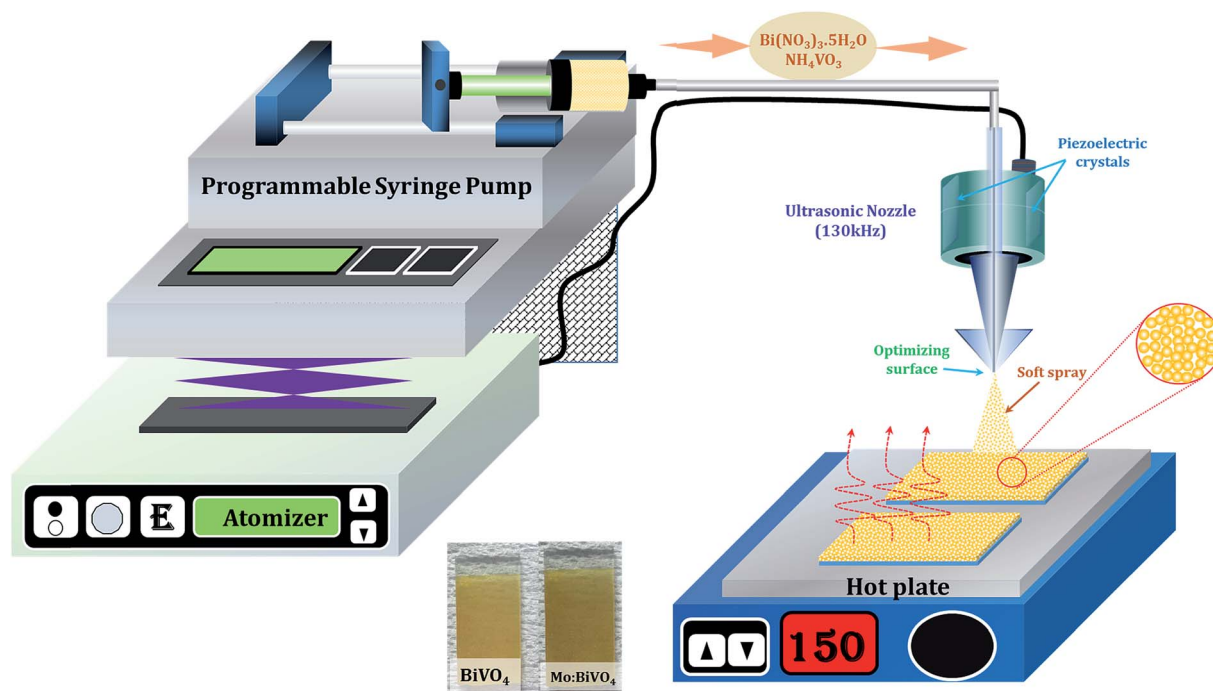 Bi(NO₃)₃.5H₂O
NH₄VO₃
Piezoelectric
crystals
Programmable Syringe Pump
Ultrasonic Nozzle
(130kHz)
Optimizing
surface
Soft spray
E
Atomizer
Hot plate
150
BiVO₄
Mo:BiVO₄